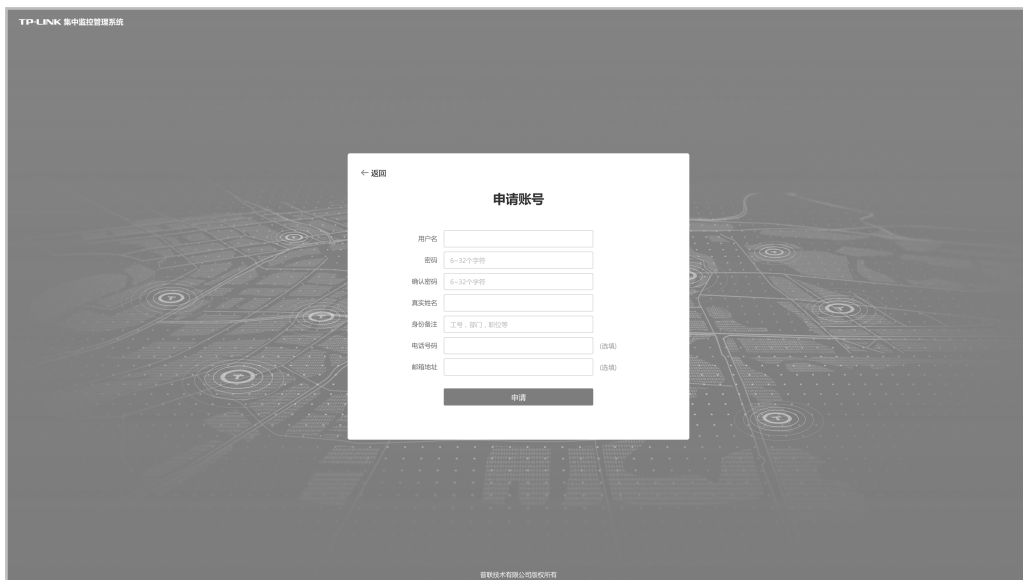 TP-LINK 集中监控管理系统
← 返回
申请账号
用户名
密码 6~32个字符
确认密码 6~32个字符
真实姓名
身份备注 工号，部门，职位等
电话号码 (选填)
邮箱地址 (选填)
申请
普联技术有限公司版权所有